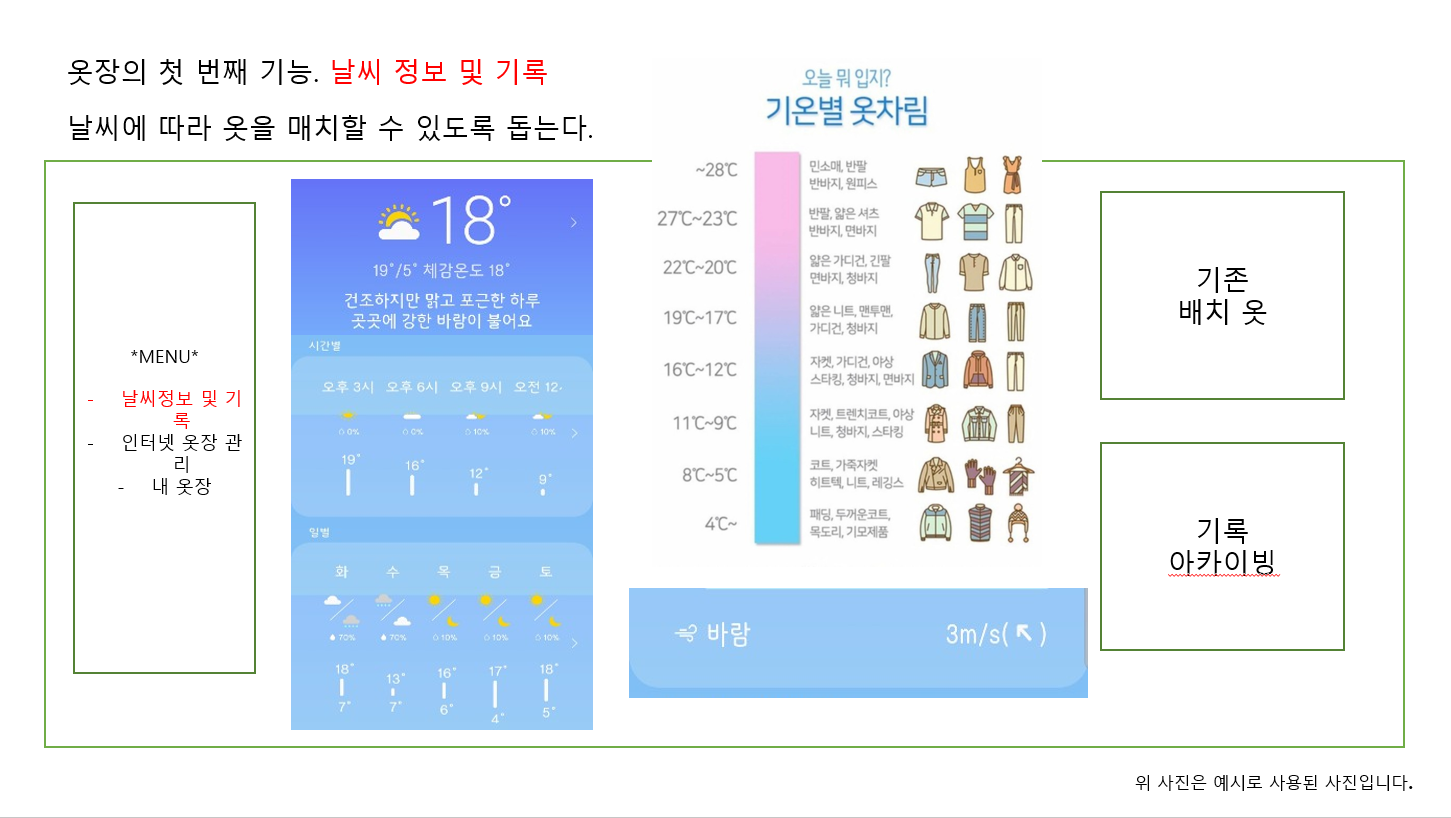 옷장의 첫 번째 기능. 날씨 정보 및 기록
날씨에 따라 옷을 매치할 수 있도록 돕는다.
*MENU*
- 날씨정보 및 기
록
- 인터넷 옷장 관
리
- 내 옷장
18°
19°/5° 체감온도 18°
건조하지만 맑고 포근한 하루
곳곳에 강한 바람이 불어요
시간별
오후 3시 오후 6시 오후 9시 오전 12·
0% 0% 10% 10%
19° 16° 12° 9°
일별
화 수 목 금 토
70% 70% 10% 10% 10%
18° 13° 16° 17° 18°
7° 7° 6° 4° 5°
오늘 뭐 입지?
기온별 옷차림
~28℃ 민소매, 반팔
반바지, 원피스
27℃~23℃ 반팔, 얇은 셔츠
반바지, 면바지
22℃~20℃ 얇은 가디건, 긴팔
면바지, 청바지
19℃~17℃ 얇은 니트, 맨투맨,
가디건, 청바지
16℃~12℃ 자켓, 가디건, 야상
스타킹, 청바지, 면바지
11℃~9℃ 자켓, 트렌치코트, 야상
니트, 청바지, 스타킹
8℃~5℃ 코트, 가죽자켓
히트텍, 니트, 레깅스
4℃~ 패딩, 두꺼운코트,
목도리, 기모제품
바람 3m/s(↖)
기존
배치 옷
기록
아카이빙
위 사진은 예시로 사용된 사진입니다.